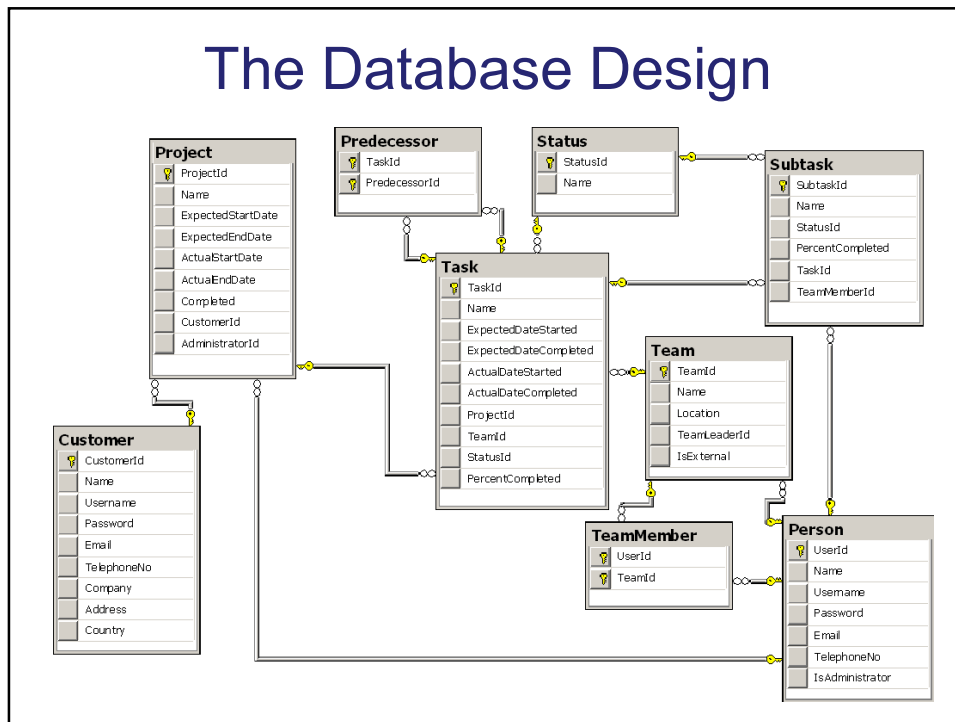 The Database Design
Project
ProjectId
Name
ExpectedStartDate
ExpectedEndDate
ActualStartDate
ActualEndDate
Completed
CustomerId
AdministratorId
Predecessor
TaskId
PredecessorId
Status
StatusId
Name
Subtask
SubtaskId
Name
StatusId
PercentCompleted
TaskId
TeamMemberId
Task
TaskId
Name
ExpectedDateStarted
ExpectedDateCompleted
ActualDateStarted
ActualDateCompleted
ProjectId
TeamId
StatusId
PercentCompleted
Team
TeamId
Name
Location
TeamLeaderId
IsExternal
Customer
CustomerId
Name
Username
Password
Email
TelephoneNo
Company
Address
Country
TeamMember
UserId
TeamId
Person
UserId
Name
Username
Password
Email
TelephoneNo
IsAdministrator